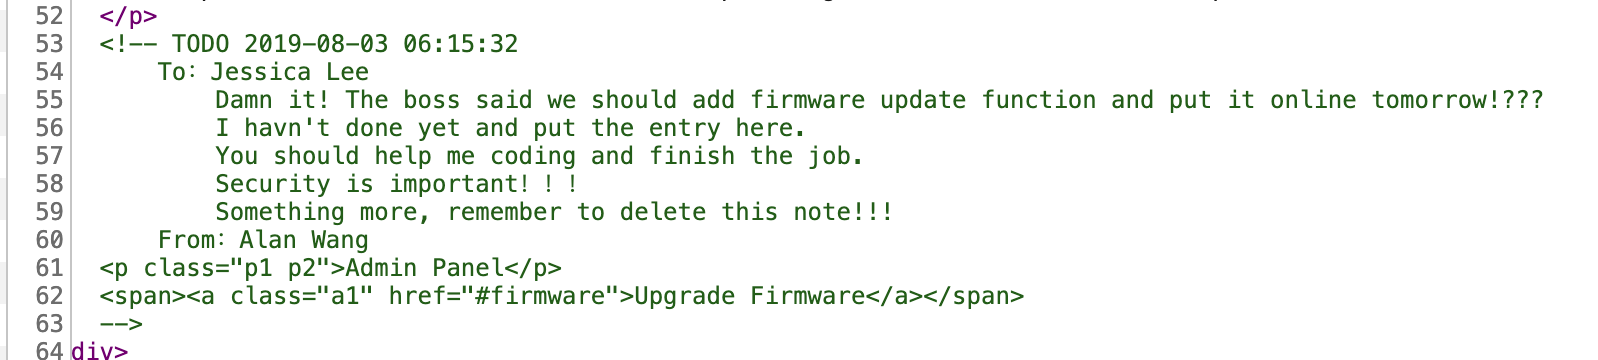 52 </p>
53 <!-- TODO 2019-08-03 06:15:32
54 To: Jessica Lee
55 Damn it! The boss said we should add firmware update function and put it online tomorrow!???
56 I havn't done yet and put the entry here.
57 You should help me coding and finish the job.
58 Security is important！！！
59 Something more, remember to delete this note!!!
60 From: Alan Wang
61 <p class="p1 p2">Admin Panel</p>
62 <span><a class="a1" href="#firmware">Upgrade Firmware</a></span>
63 -->
64 div>